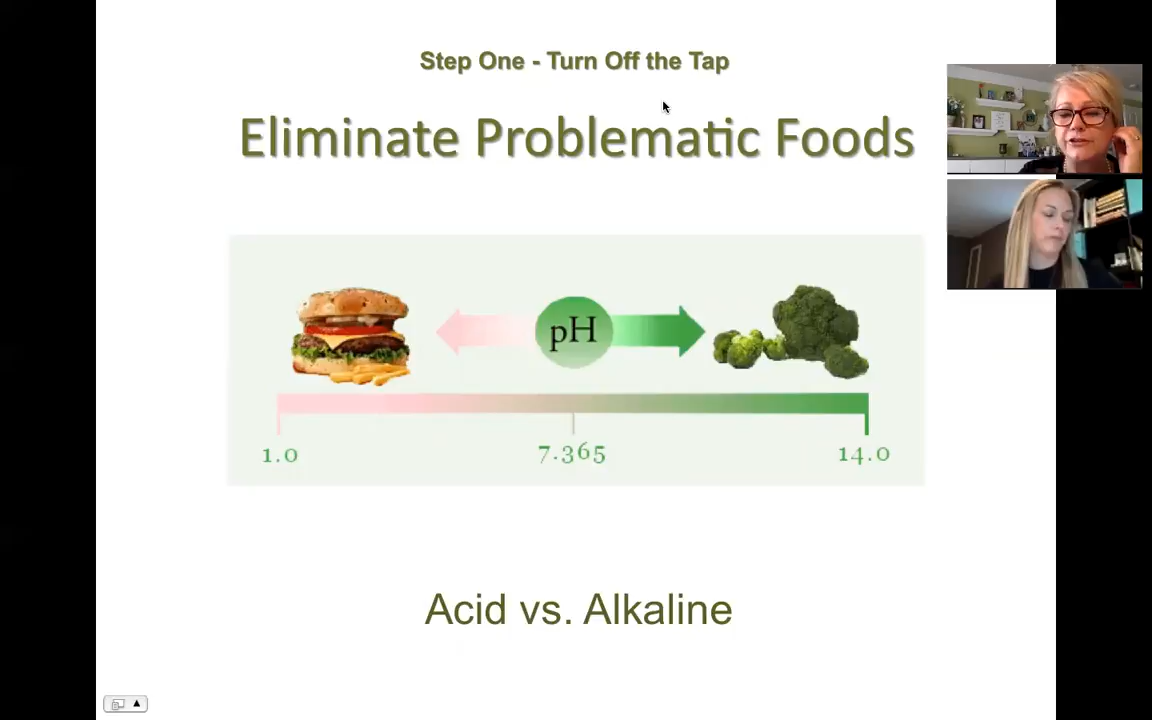 Step One - Turn Off the Tap
Eliminate Problematic Foods
pH
1.0 7.365 14.0
Acid vs. Alkaline